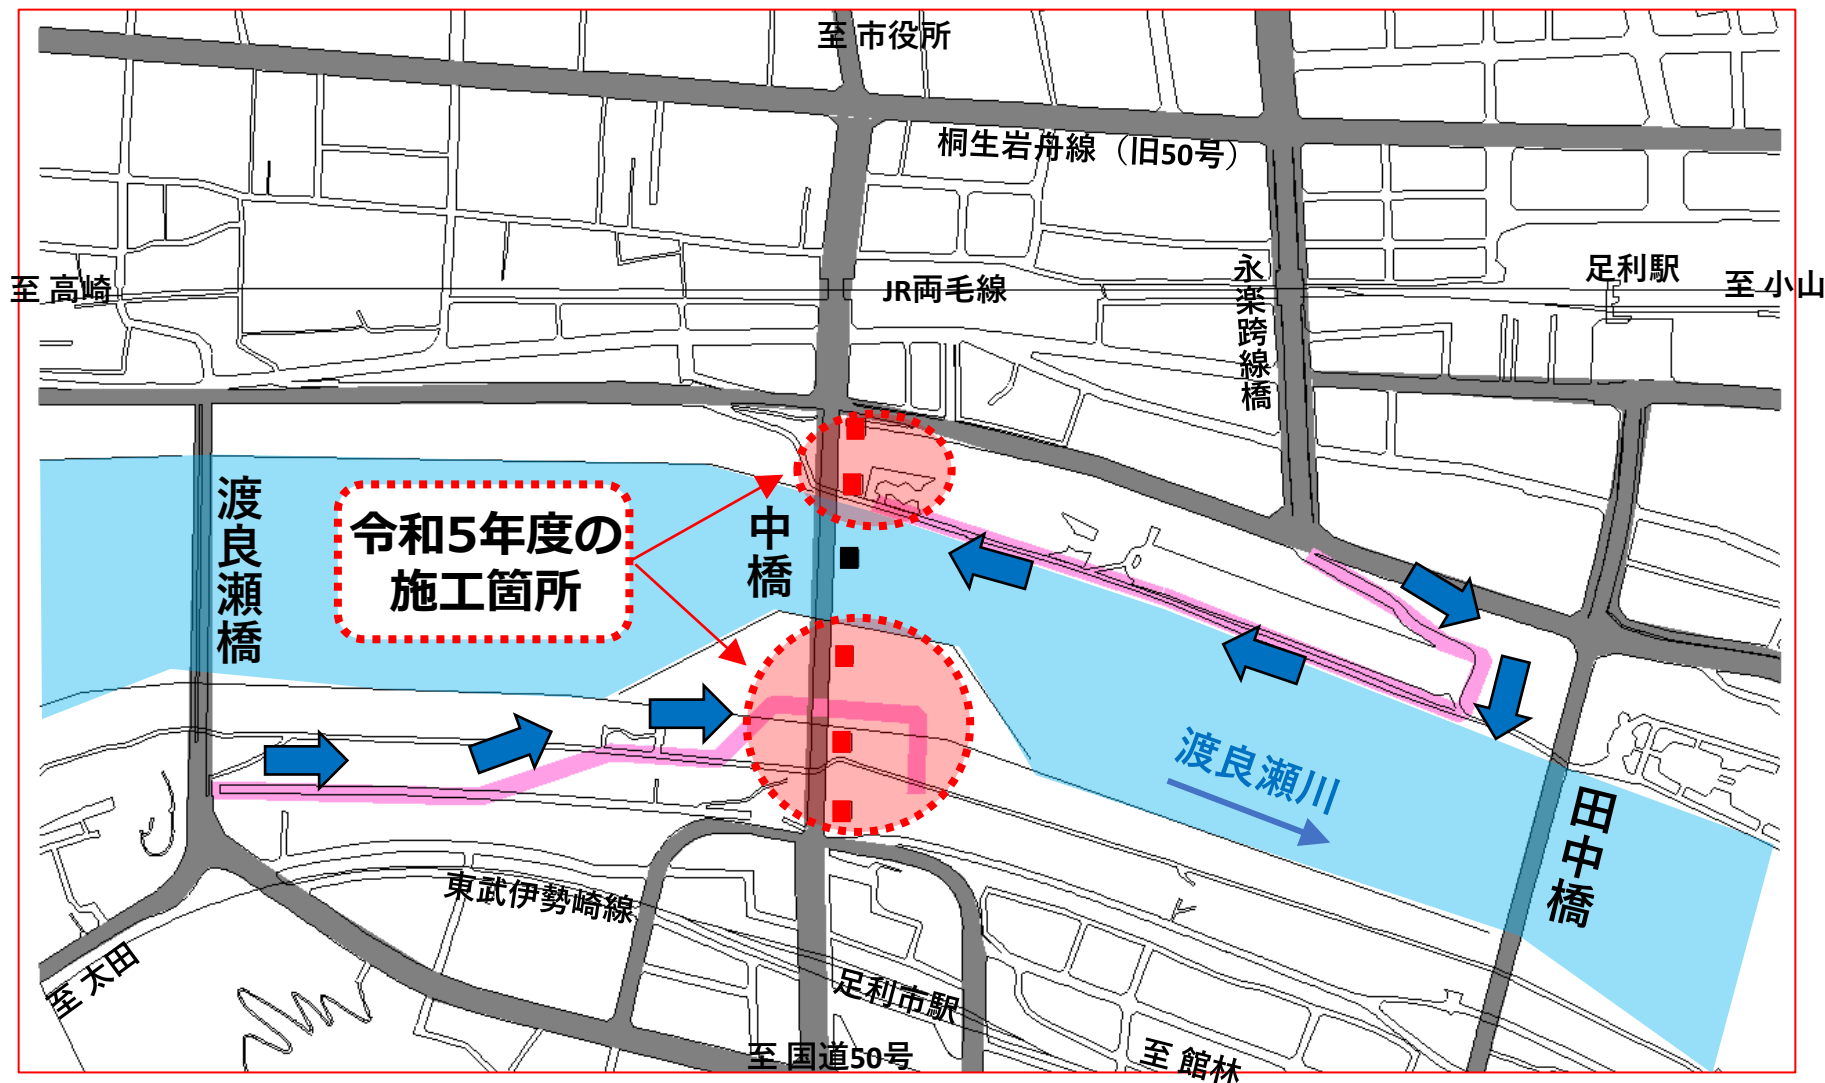 至 市役所
桐生岩舟線（旧50号）
至 高崎
JR両毛線
永楽跨線橋
足利駅
至 小山
渡良瀬橋
令和5年度の
施工箇所
中橋
渡良瀬川
田中橋
東武伊勢崎線
至 太田
足利市駅
至 国道50号
至 館林